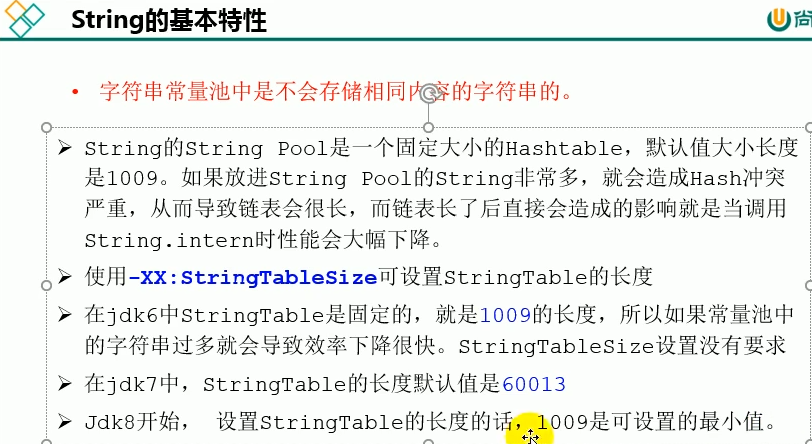 String的基本特性
尚
• 字符串常量池中是不会存储相同内容的字符串的。
➢ String的String Pool是一个固定大小的Hashtable，默认值大小长度
是1009。如果放进String Pool的String非常多，就会造成Hash冲突
严重，从而导致链表会很长，而链表长了后直接会造成的影响就是当调用
String.intern时性能会大幅下降。
➢ 使用-XX:StringTableSize可设置StringTable的长度
➢ 在jdk6中StringTable是固定的，就是1009的长度，所以如果常量池中
的字符串过多就会导致效率下降很快。StringTableSize设置没有要求
➢ 在jdk7中，StringTable的长度默认值是60013
➢ Jdk8开始， 设置StringTable的长度的话，1009是可设置的最小值。